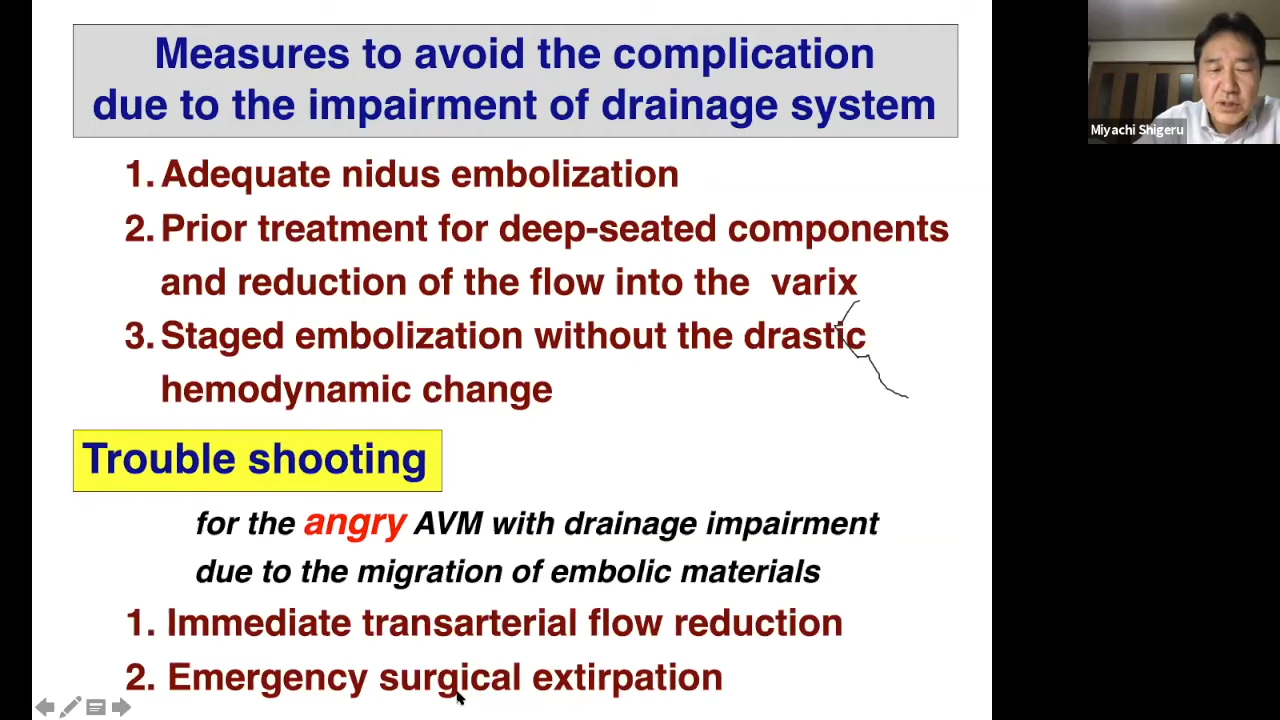 Measures to avoid the complication
due to the impairment of drainage system
1. Adequate nidus embolization
2. Prior treatment for deep-seated components
and reduction of the flow into the varix
3. Staged embolization without the drastic
hemodynamic change
Trouble shooting
for the angry AVM with drainage impairment
due to the migration of embolic materials
1. Immediate transarterial flow reduction
2. Emergency surgical extirpation
Miyachi Shigeru